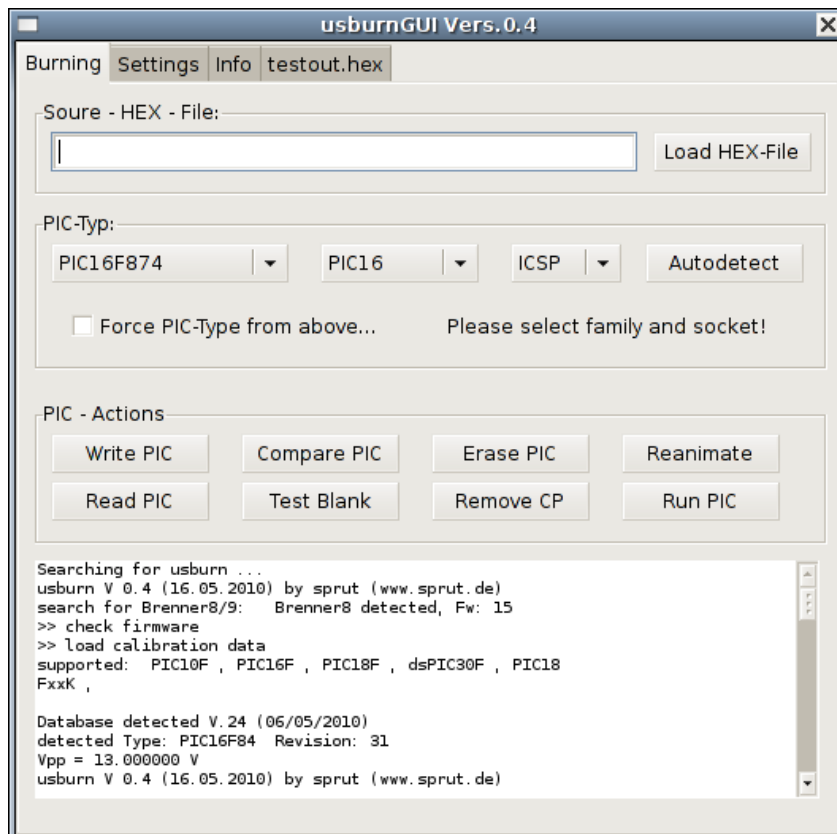 usburnGUI Vers.0.4
Burning Settings Info testout.hex
Soure - HEX - File:
Load HEX-File
PIC-Typ:
PIC16F874 PIC16 ICSP Autodetect
Force PIC-Type from above... Please select family and socket!
PIC - Actions
Write PIC Compare PIC Erase PIC Reanimate
Read PIC Test Blank Remove CP Run PIC
Searching for usburn ...
usburn V 0.4 (16.05.2010) by sprut (www.sprut.de)
search for Brenner8/9:   Brenner8 detected, Fw: 15
>> check firmware
>> load calibration data
supported:  PIC10F , PIC16F , PIC18F , dsPIC30F , PIC18
FxxK ,
Database detected V.24 (06/05/2010)
detected Type: PIC16F84  Revision: 31
Vpp = 13.000000 V
usburn V 0.4 (16.05.2010) by sprut (www.sprut.de)